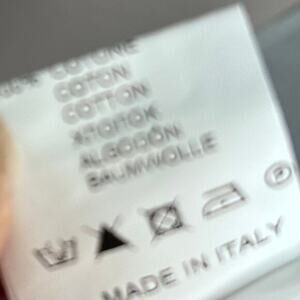 COTONE
COTON
COTTON
ХЛОПОК
ALGODÓN
BAUMWOLLE
P
MADE IN ITALY